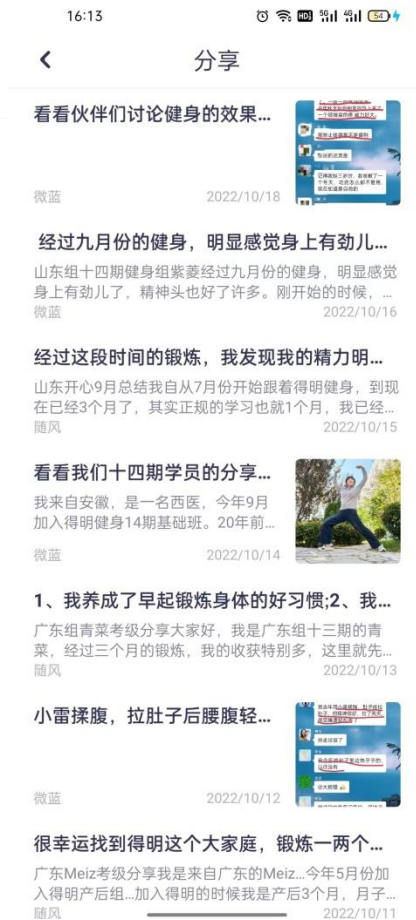 16:13
54
分享
看看伙伴们讨论健身的效果...
微蓝
2022/10/18
经过九月份的健身，明显感觉身上有劲儿...
山东组十四期健身组紫菱经过九月份的健身，明显感觉
身上有劲儿了，精神头也好了许多。刚开始的时候，...
微蓝
2022/10/16
经过这段时间的锻炼，我发现我的精力明...
山东开心9月总结我自从7月份开始跟着得明健身，到现
在已经3个月了，其实正规的学习也就1个月，我已经...
随风
2022/10/15
看看我们十四期学员的分享...
我来自安徽，是一名西医，今年9月
加入得明健身14期基础班。20年前...
微蓝
2022/10/14
1、我养成了早起锻炼身体的好习惯;2、我...
广东组青菜考级分享大家好，我是广东组十三期的青
菜，经过三个月的锻炼，我的收获特别多，这里就先...
随风
2022/10/13
小雷揉腹，拉肚子后腰腹轻...
微蓝
2022/10/12
很幸运找到得明这个大家庭，锻炼一两个...
广东Meiz考级分享我是来自广东的Meiz...今年5月份加
入得明产后组...加入得明的时候我是产后3个月，月子...
随风
2022/10/11